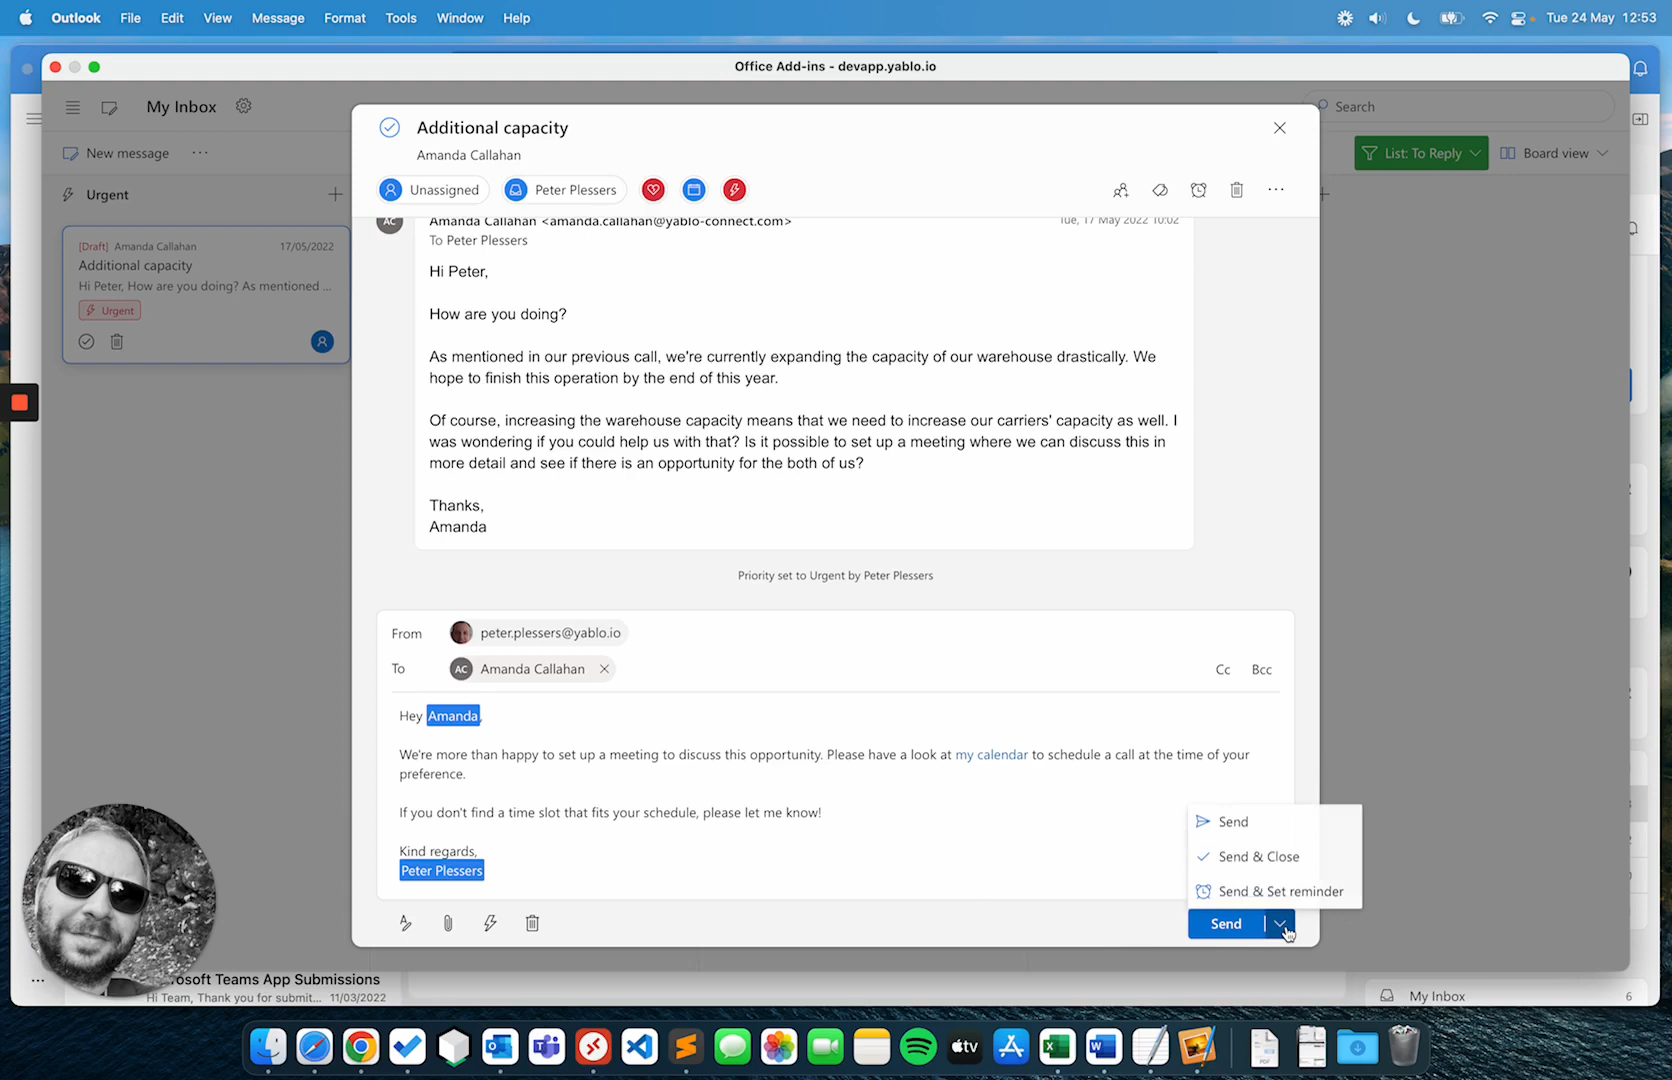 Outlook File Edit View Message Format Tools Window Help
Tue 24 May 12:53
Office Add-ins - devapp.yablo.io
My Inbox
Search
New message
List: To Reply
Board view
Urgent
[Draft] Amanda Callahan 17/05/2022
Additional capacity
Hi Peter, How are you doing? As mentioned ...
Urgent
Additional capacity
Amanda Callahan
Unassigned
Peter Plessers
AC
Amanda Callahan <amanda.callahan@yablo-connect.com>
Tue, 17 May 2022 10:02
To Peter Plessers
Hi Peter,
How are you doing?
As mentioned in our previous call, we're currently expanding the capacity of our warehouse drastically. We
hope to finish this operation by the end of this year.
Of course, increasing the warehouse capacity means that we need to increase our carriers' capacity as well. I
was wondering if you could help us with that? Is it possible to set up a meeting where we can discuss this in
more detail and see if there is an opportunity for the both of us?
Thanks,
Amanda
Priority set to Urgent by Peter Plessers
From peter.plessers@yablo.io
To AC Amanda Callahan
Cc Bcc
Hey Amanda,
We're more than happy to set up a meeting to discuss this opportunity. Please have a look at my calendar to schedule a call at the time of your
preference.
If you don't find a time slot that fits your schedule, please let me know!
Kind regards,
Peter Plessers
Send
Send & Close
Send & Set reminder
Send
osoft Teams App Submissions
Hi Team, Thank you for submit... 11/03/2022
My Inbox 6
tv
PDF